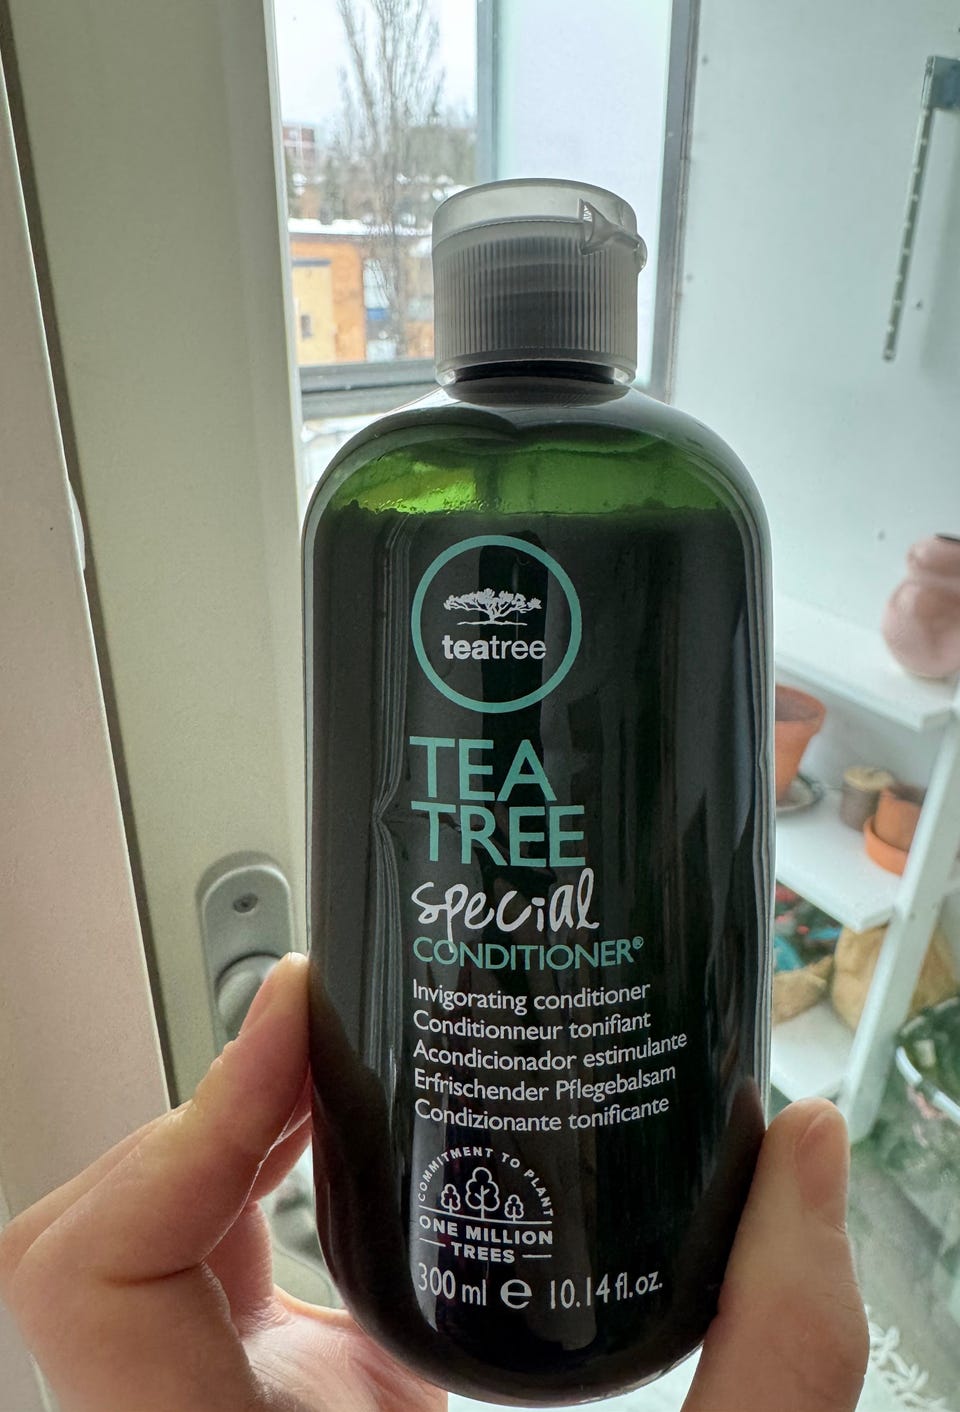 teatree
TEA
TREE
special
CONDITIONER®
Invigorating conditioner
Conditionneur tonifiant
Acondicionador estimulante
Erfrischender Pflegebalsam
Condizionante tonificante
COMMITMENT TO PLANT
ONE MILLION
TREES
300 ml e 10.14 fl.oz.